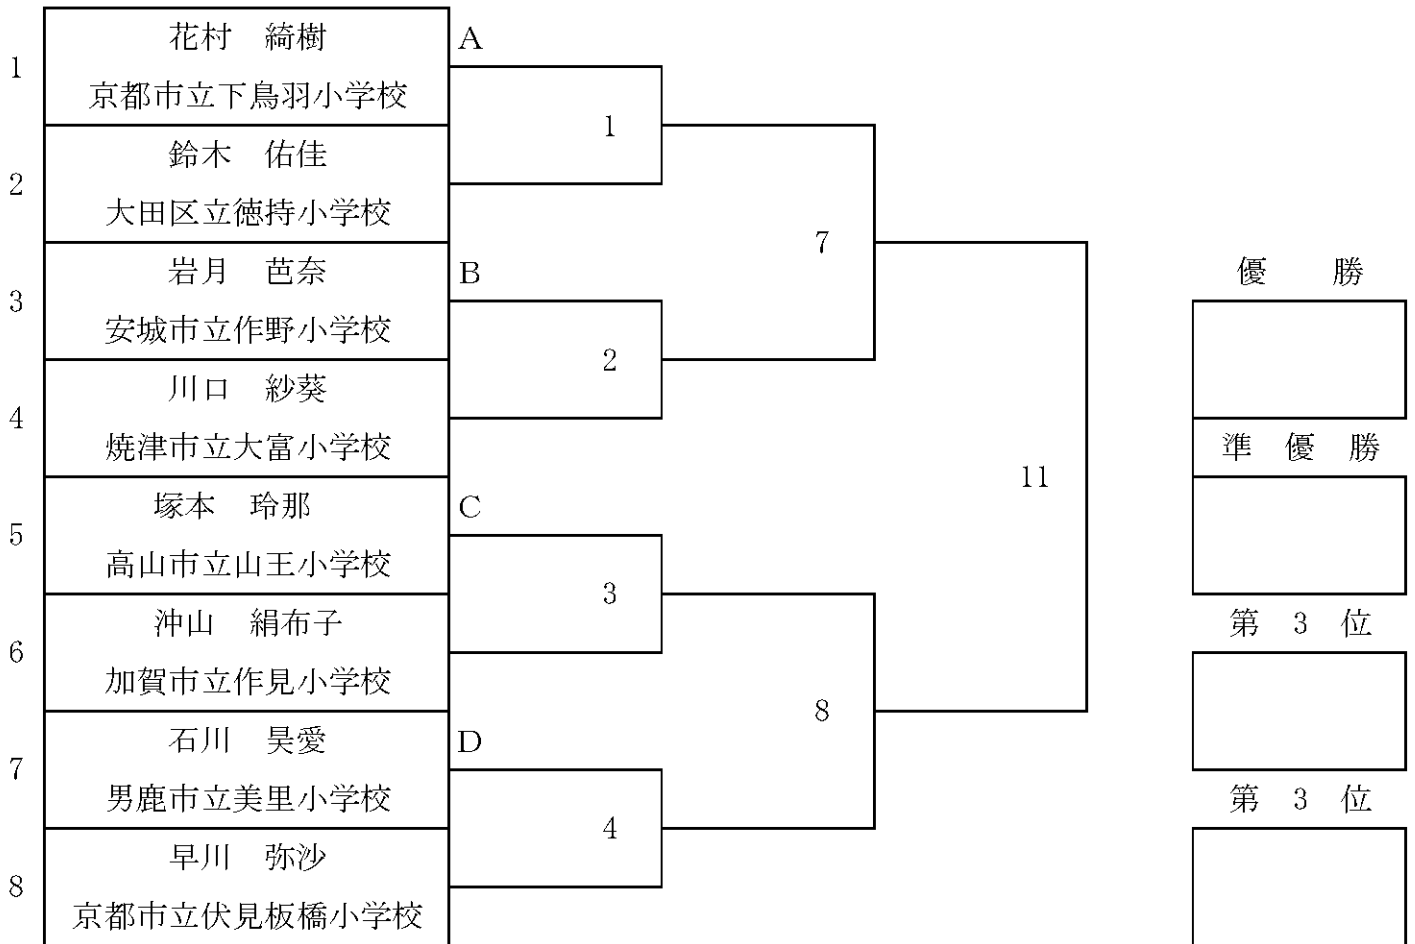 1
花村 綺樹
京都市立下鳥羽小学校
2
鈴木 佑佳
大田区立徳持小学校
3
岩月 芭奈
安城市立作野小学校
4
川口 紗葵
焼津市立大富小学校
5
塚本 玲那
高山市立山王小学校
6
沖山 絹布子
加賀市立作見小学校
7
石川 昊愛
男鹿市立美里小学校
8
早川 弥沙
京都市立伏見板橋小学校
A
1
B
2
C
3
D
4
7
8
11
優 勝
準 優 勝
第 3 位
第 3 位